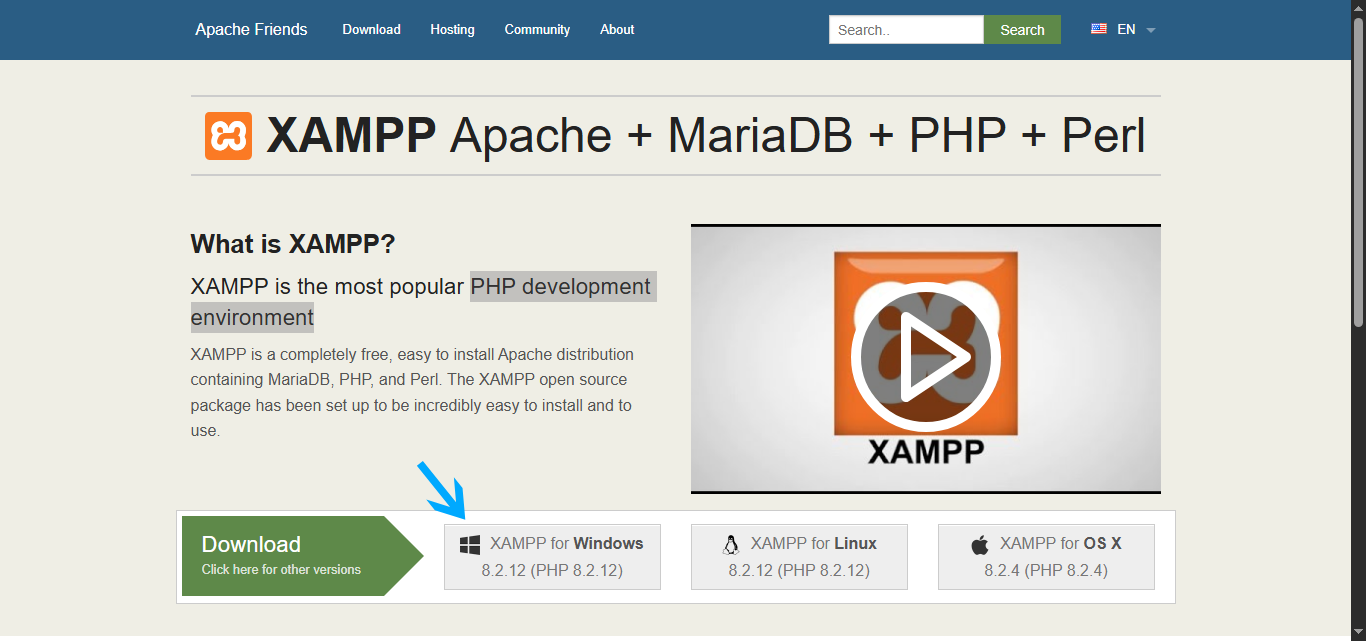 Apache Friends
Download
Hosting
Community
About
Search..
Search
EN
XAMPP Apache + MariaDB + PHP + Perl
What is XAMPP?
XAMPP is the most popular PHP development
environment
XAMPP is a completely free, easy to install Apache distribution
containing MariaDB, PHP, and Perl. The XAMPP open source
package has been set up to be incredibly easy to install and to
use.
XAMPP
Download
Click here for other versions
XAMPP for Windows
8.2.12 (PHP 8.2.12)
XAMPP for Linux
8.2.12 (PHP 8.2.12)
XAMPP for OS X
8.2.4 (PHP 8.2.4)